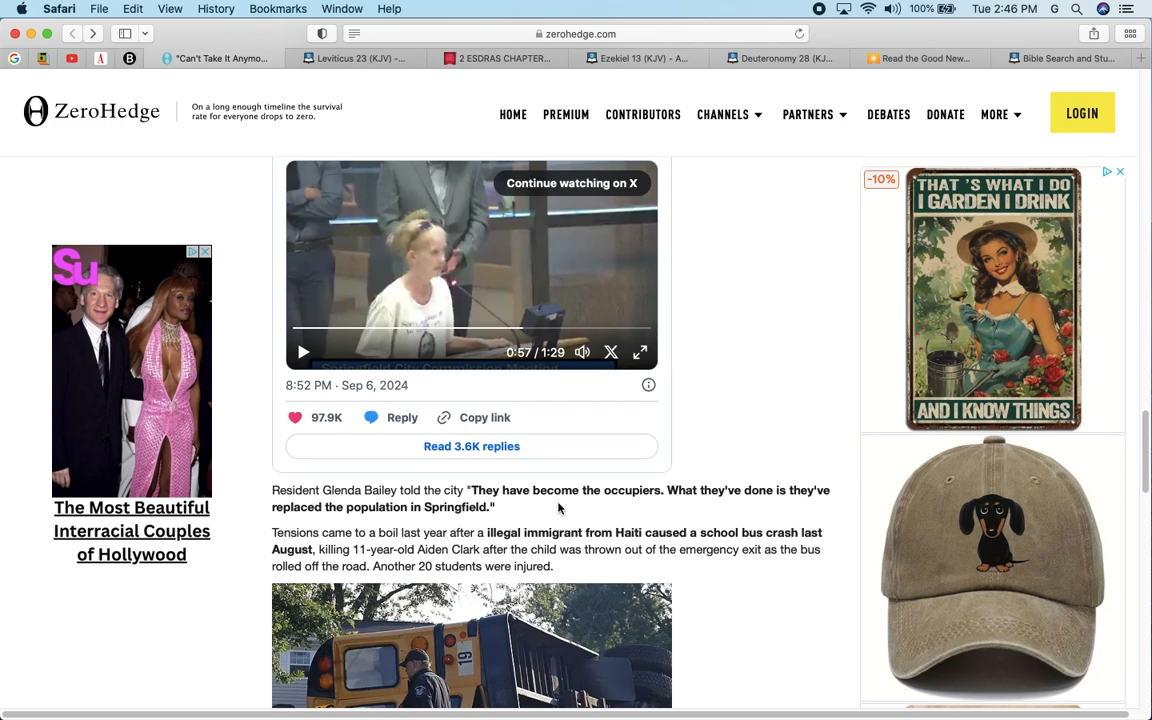 Safari File Edit View History Bookmarks Window Help 100% Tue 2:46 PM G
zerohedge.com
"Can't Take It Anymo... Leviticus 23 (KJV) -... 2 ESDRAS CHAPTER... Ezekiel 13 (KJV) - A... Deuteronomy 28 (KJ... Read the Good New... Bible Search and Stu...
ZeroHedge
On a long enough timeline the survival
rate for everyone drops to zero.
HOME PREMIUM CONTRIBUTORS CHANNELS PARTNERS DEBATES DONATE MORE LOGIN
Continue watching on X
0:57 / 1:29
8:52 PM · Sep 6, 2024
97.9K Reply Copy link
Read 3.6K replies
Resident Glenda Bailey told the city "They have become the occupiers. What they've done is they've
replaced the population in Springfield."
Tensions came to a boil last year after a illegal immigrant from Haiti caused a school bus crash last
August, killing 11-year-old Aiden Clark after the child was thrown out of the emergency exit as the bus
rolled off the road. Another 20 students were injured.
19
Su
The Most Beautiful
Interracial Couples
of Hollywood
-10%
THAT'S WHAT I DO
I GARDEN I DRINK
AND I KNOW THINGS